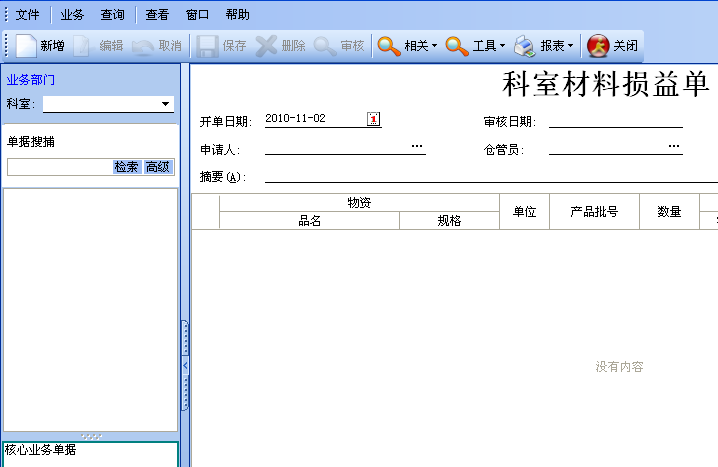 文件 业务 查询 查看 窗口 帮助
新增 编辑 取消 保存 删除 审核 相关 工具 报表 关闭
业务部门
科室:
单据搜捕
检索 高级
核心业务单据
科室材料损益单
开单日期: 2010-11-02 1 审核日期:
申请人: ... 仓管员: ...
摘要(A):
物资 单位 产品批号 数量
品名 规格
没有内容